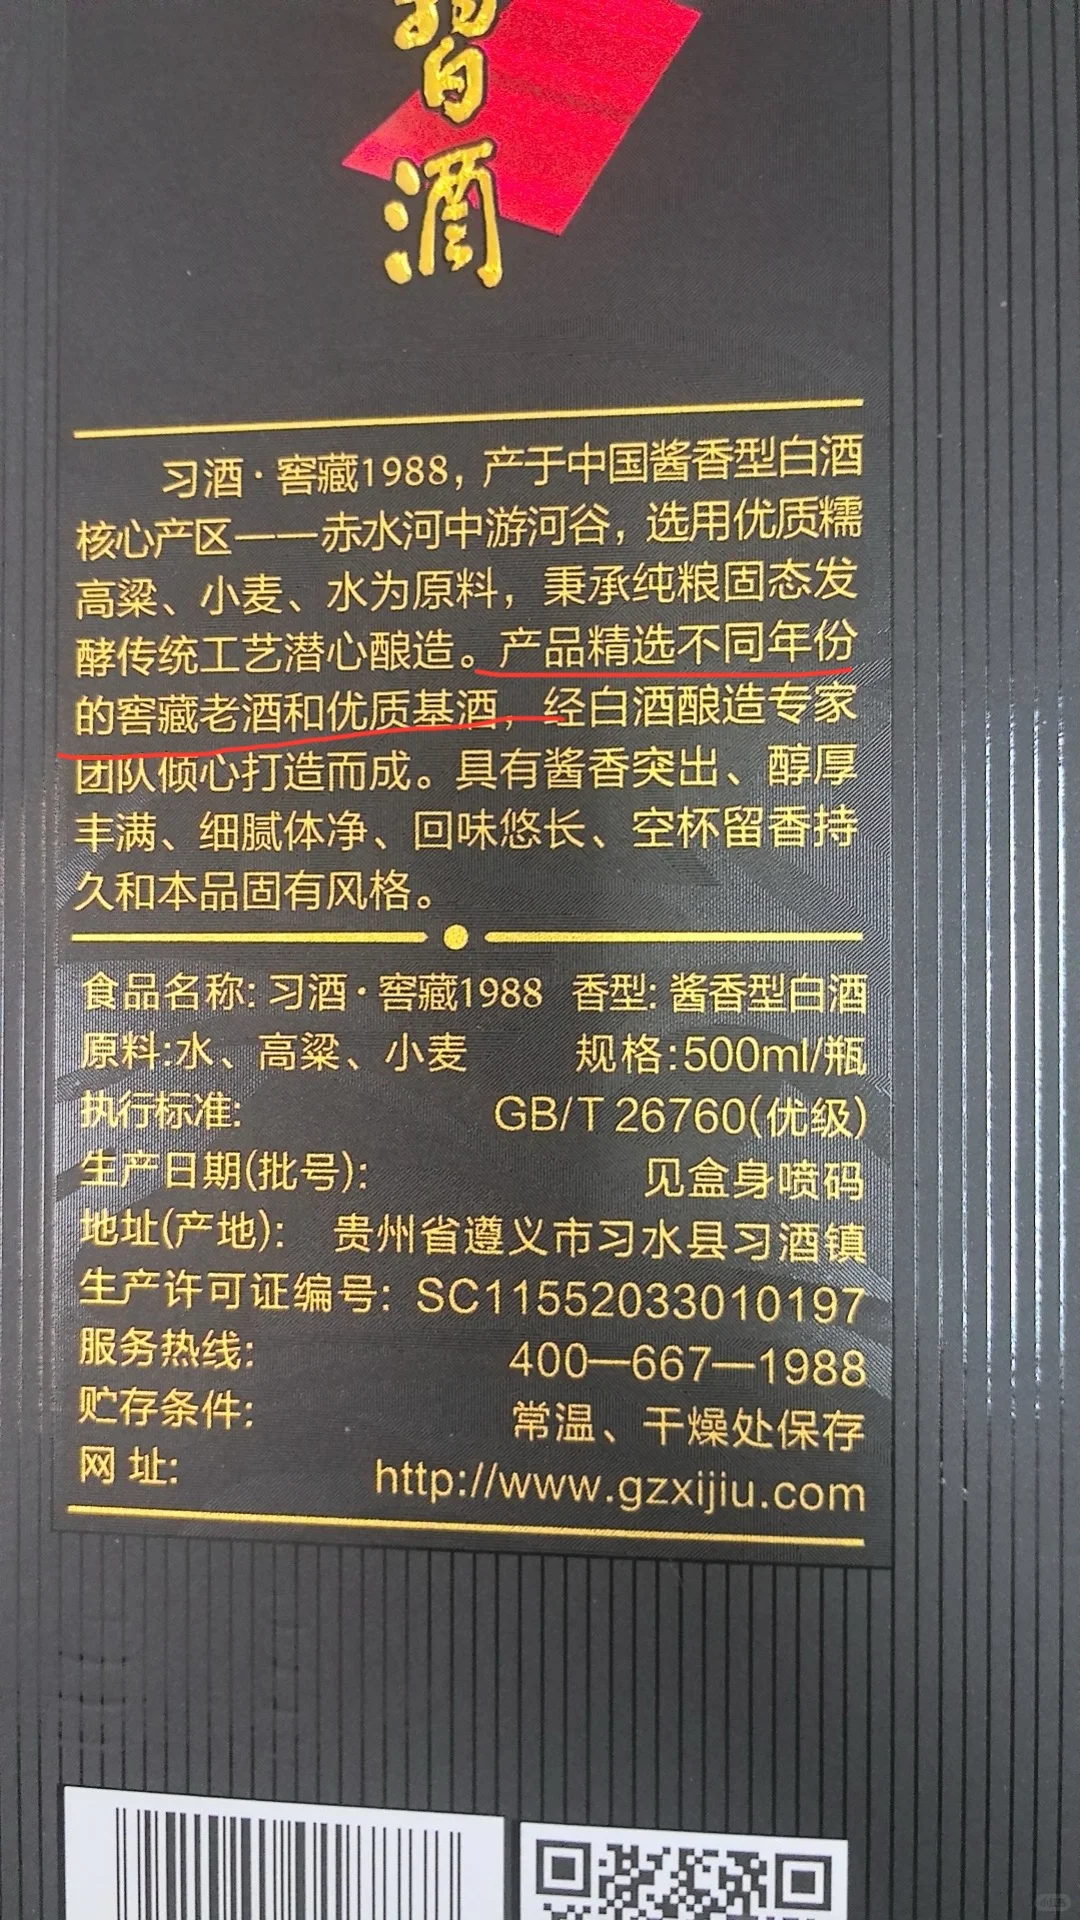 習酒
习酒·窖藏1988，产于中国酱香型白酒
核心产区——赤水河中游河谷，选用优质糯
高粱、小麦、水为原料，秉承纯粮固态发
酵传统工艺潜心酿造。产品精选不同年份
的窖藏老酒和优质基酒，经白酒酿造专家
团队倾心打造而成。具有酱香突出、醇厚
丰满、细腻体净、回味悠长、空杯留香持
久和本品固有风格。
食品名称: 习酒·窖藏1988 香型: 酱香型白酒
原料:水、高粱、小麦 规格:500ml/瓶
执行标准: GB/T 26760(优级)
生产日期(批号): 见盒身喷码
地址(产地): 贵州省遵义市习水县习酒镇
生产许可证编号: SC11552033010197
服务热线: 400—667—1988
贮存条件: 常温、干燥处保存
网 址: http://www.gzxijiu.com